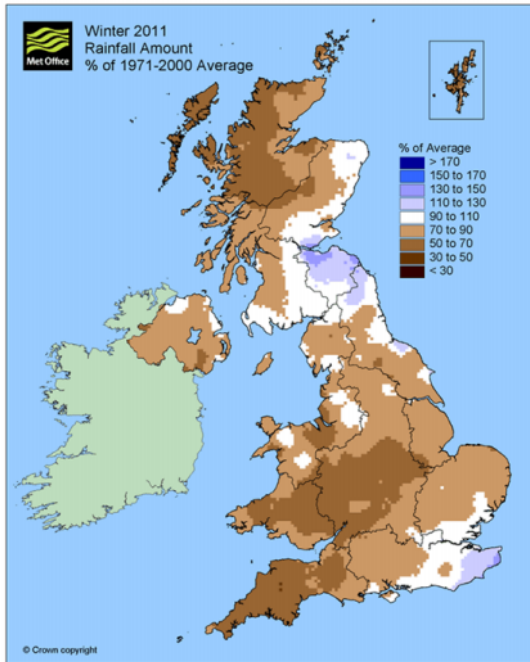 Met Office
Winter 2011
Rainfall Amount
% of 1971-2000 Average
% of Average
> 170
150 to 170
130 to 150
110 to 130
90 to 110
70 to 90
50 to 70
30 to 50
< 30
© Crown copyright